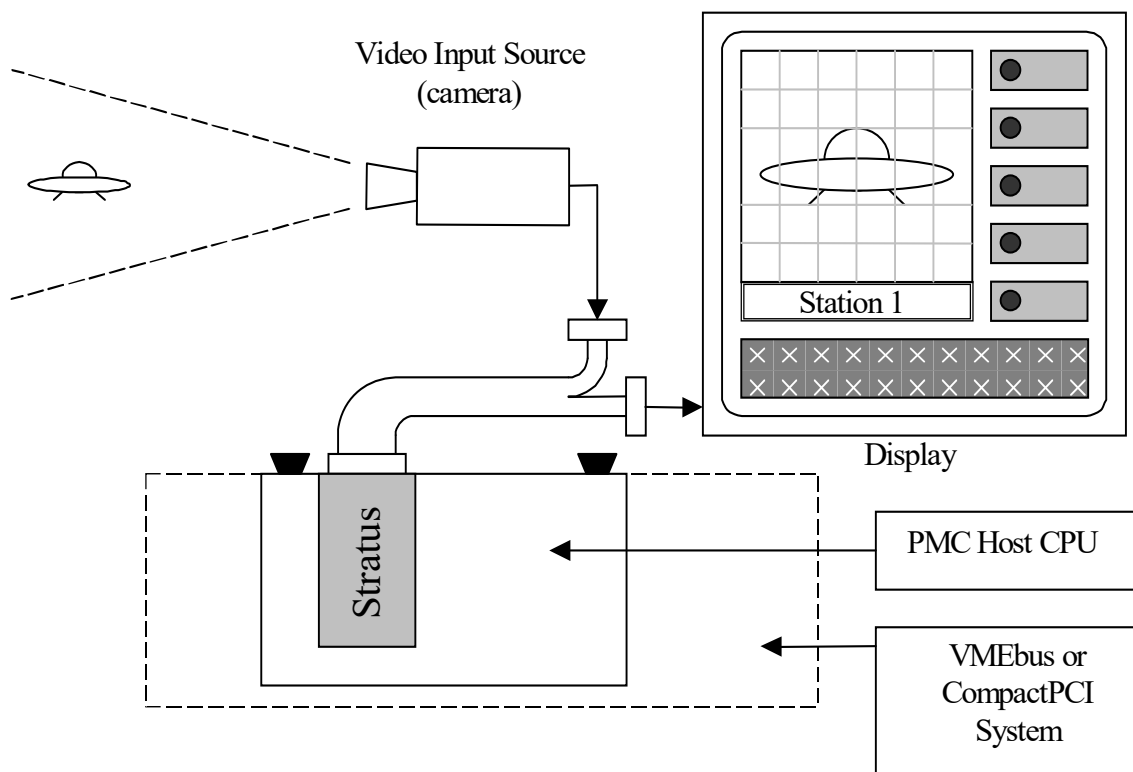 Video Input Source
(camera)
Station 1
Display
Stratus
PMC Host CPU
VMEbus or
CompactPCI
System